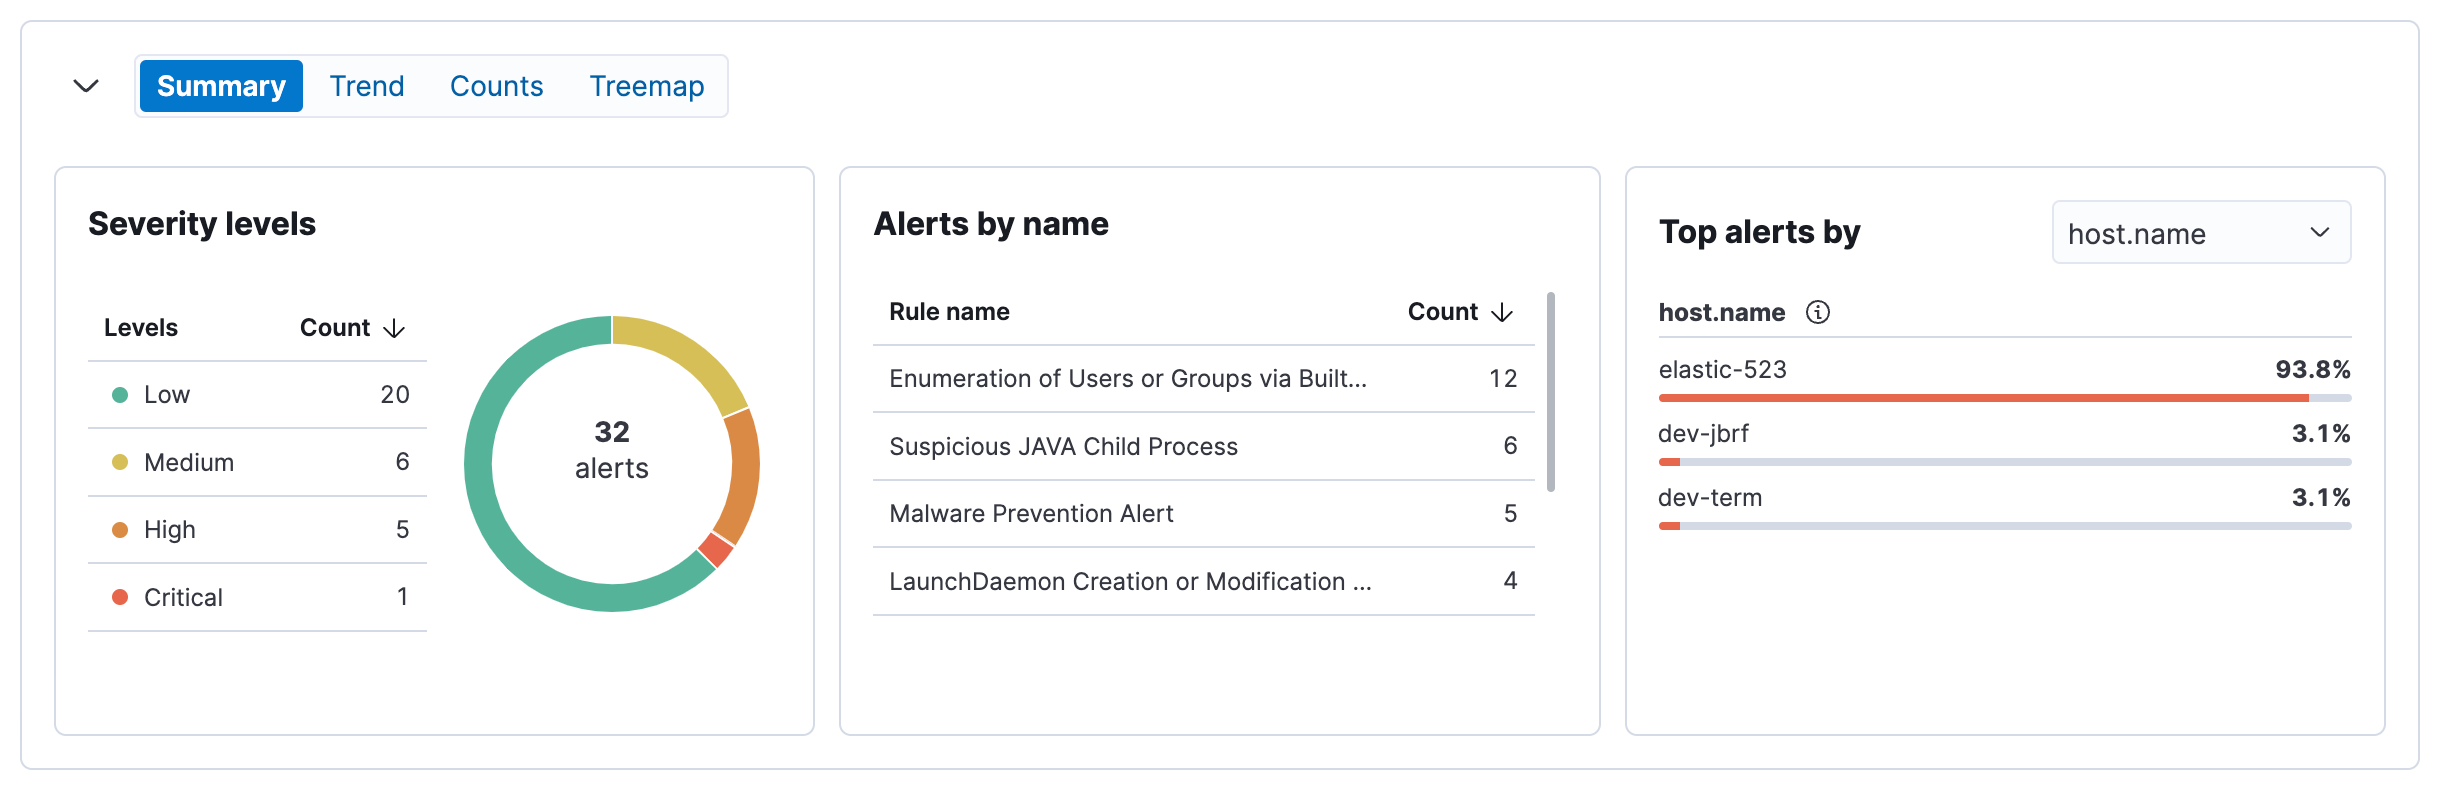 Summary Trend Counts Treemap
Severity levels
Levels Count
Low 20
Medium 6
High 5
Critical 1
32
alerts
Alerts by name
Rule name Count
Enumeration of Users or Groups via Built... 12
Suspicious JAVA Child Process 6
Malware Prevention Alert 5
LaunchDaemon Creation or Modification ... 4
Top alerts by host.name
host.name
elastic-523 93.8%
dev-jbrf 3.1%
dev-term 3.1%